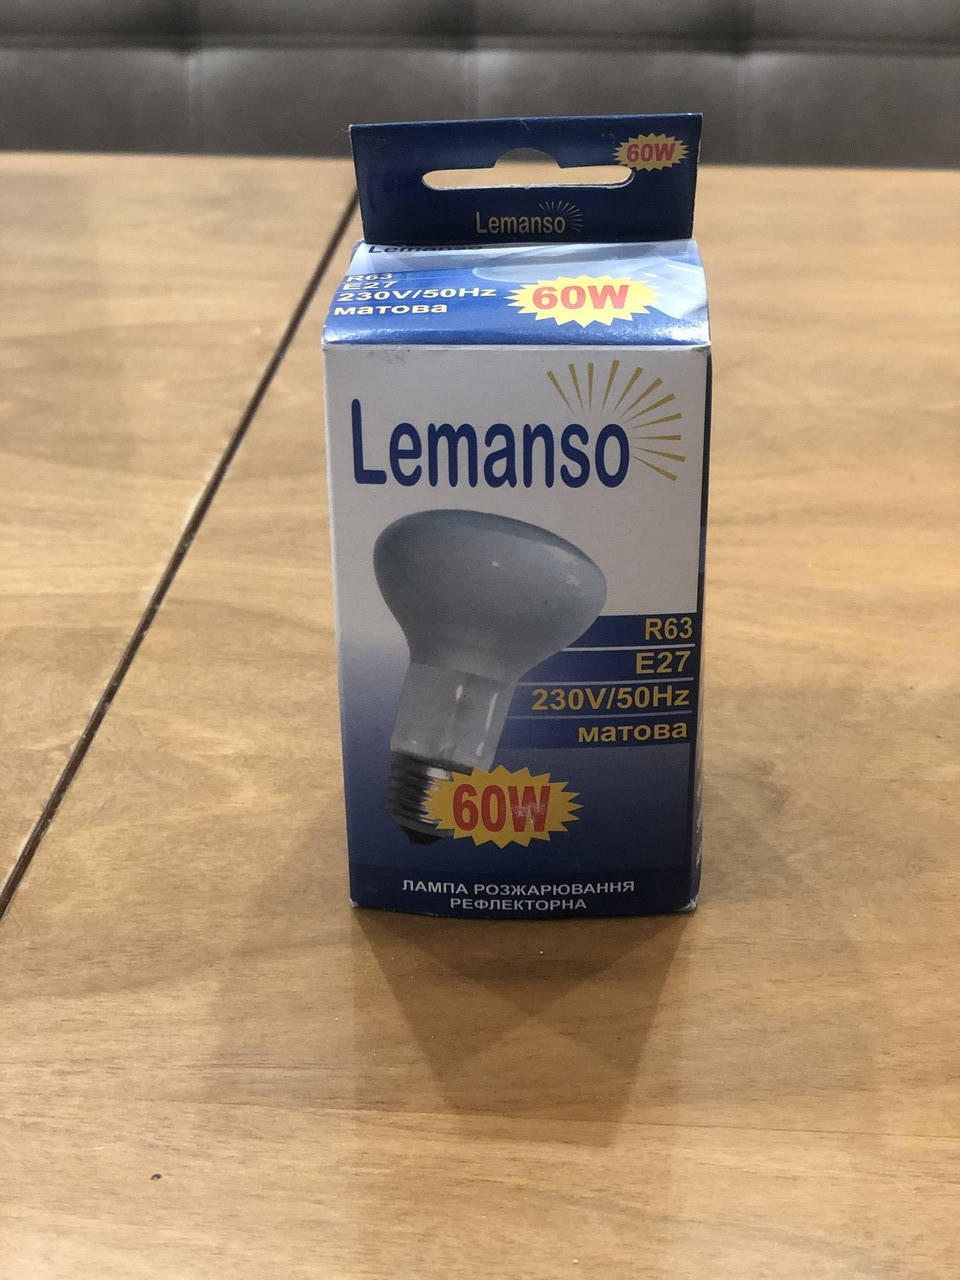 60W
Lemanso
Lemanso
R63
E27
230V/50Hz
матова
60W
Lemanso
R63
E27
230V/50Hz
матова
60W
ЛАМПА РОЗЖАРЮВАННЯ
РЕФЛЕКТОРНА